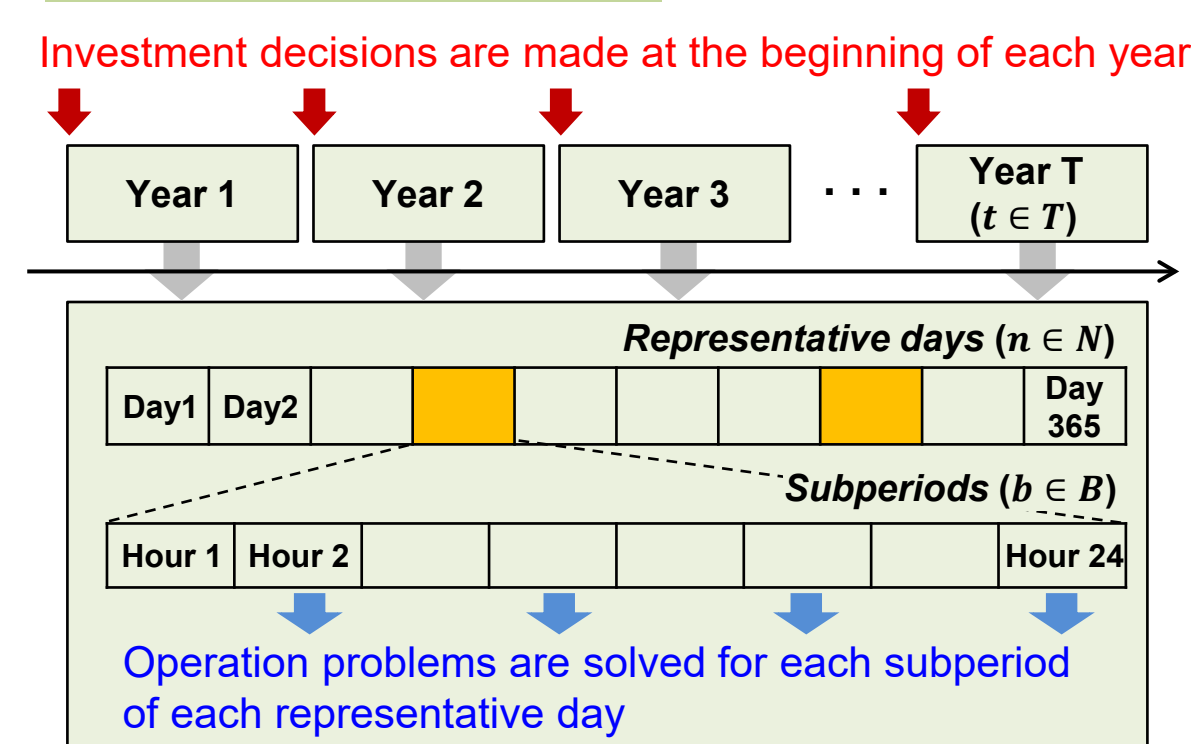 Investment decisions are made at the beginning of each year
Year 1
Year 2
Year 3
. . .
Year T
(t ∈ T)
Representative days (n ∈ N)
Day1
Day2
Day
365
Subperiods (b ∈ B)
Hour 1
Hour 2
Hour 24
Operation problems are solved for each subperiod
of each representative day